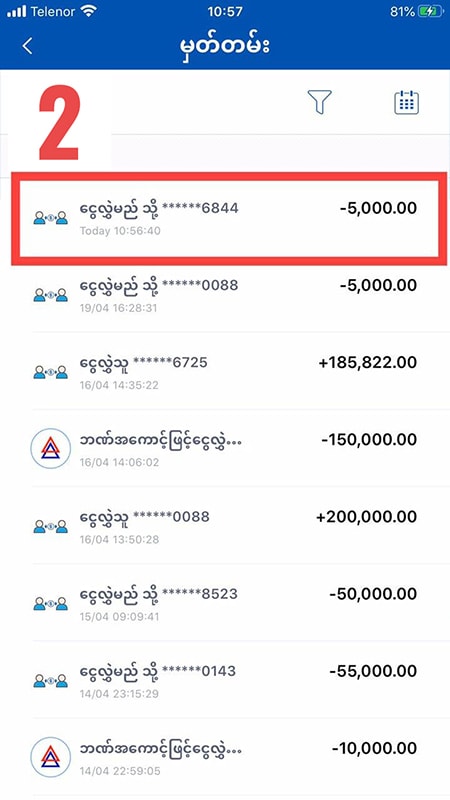 Telenor 10:57 81%
မှတ်တမ်း
2
ငွေလွှဲမည် သို့ ******6844 -5,000.00
Today 10:56:40
ငွေလွှဲမည် သို့ ******0088 -5,000.00
19/04 16:28:31
ငွေလွှဲသူ ******6725 +185,822.00
16/04 14:35:22
ဘဏ်အကောင့်ဖြင့်ငွေလွှဲ... -150,000.00
16/04 14:06:02
ငွေလွှဲသူ ******0088 +200,000.00
16/04 13:50:28
ငွေလွှဲမည် သို့ ******8523 -50,000.00
15/04 09:09:41
ငွေလွှဲမည် သို့ ******0143 -55,000.00
14/04 23:15:29
ဘဏ်အကောင့်ဖြင့်ငွေလွှဲ... -10,000.00
14/04 22:59:05